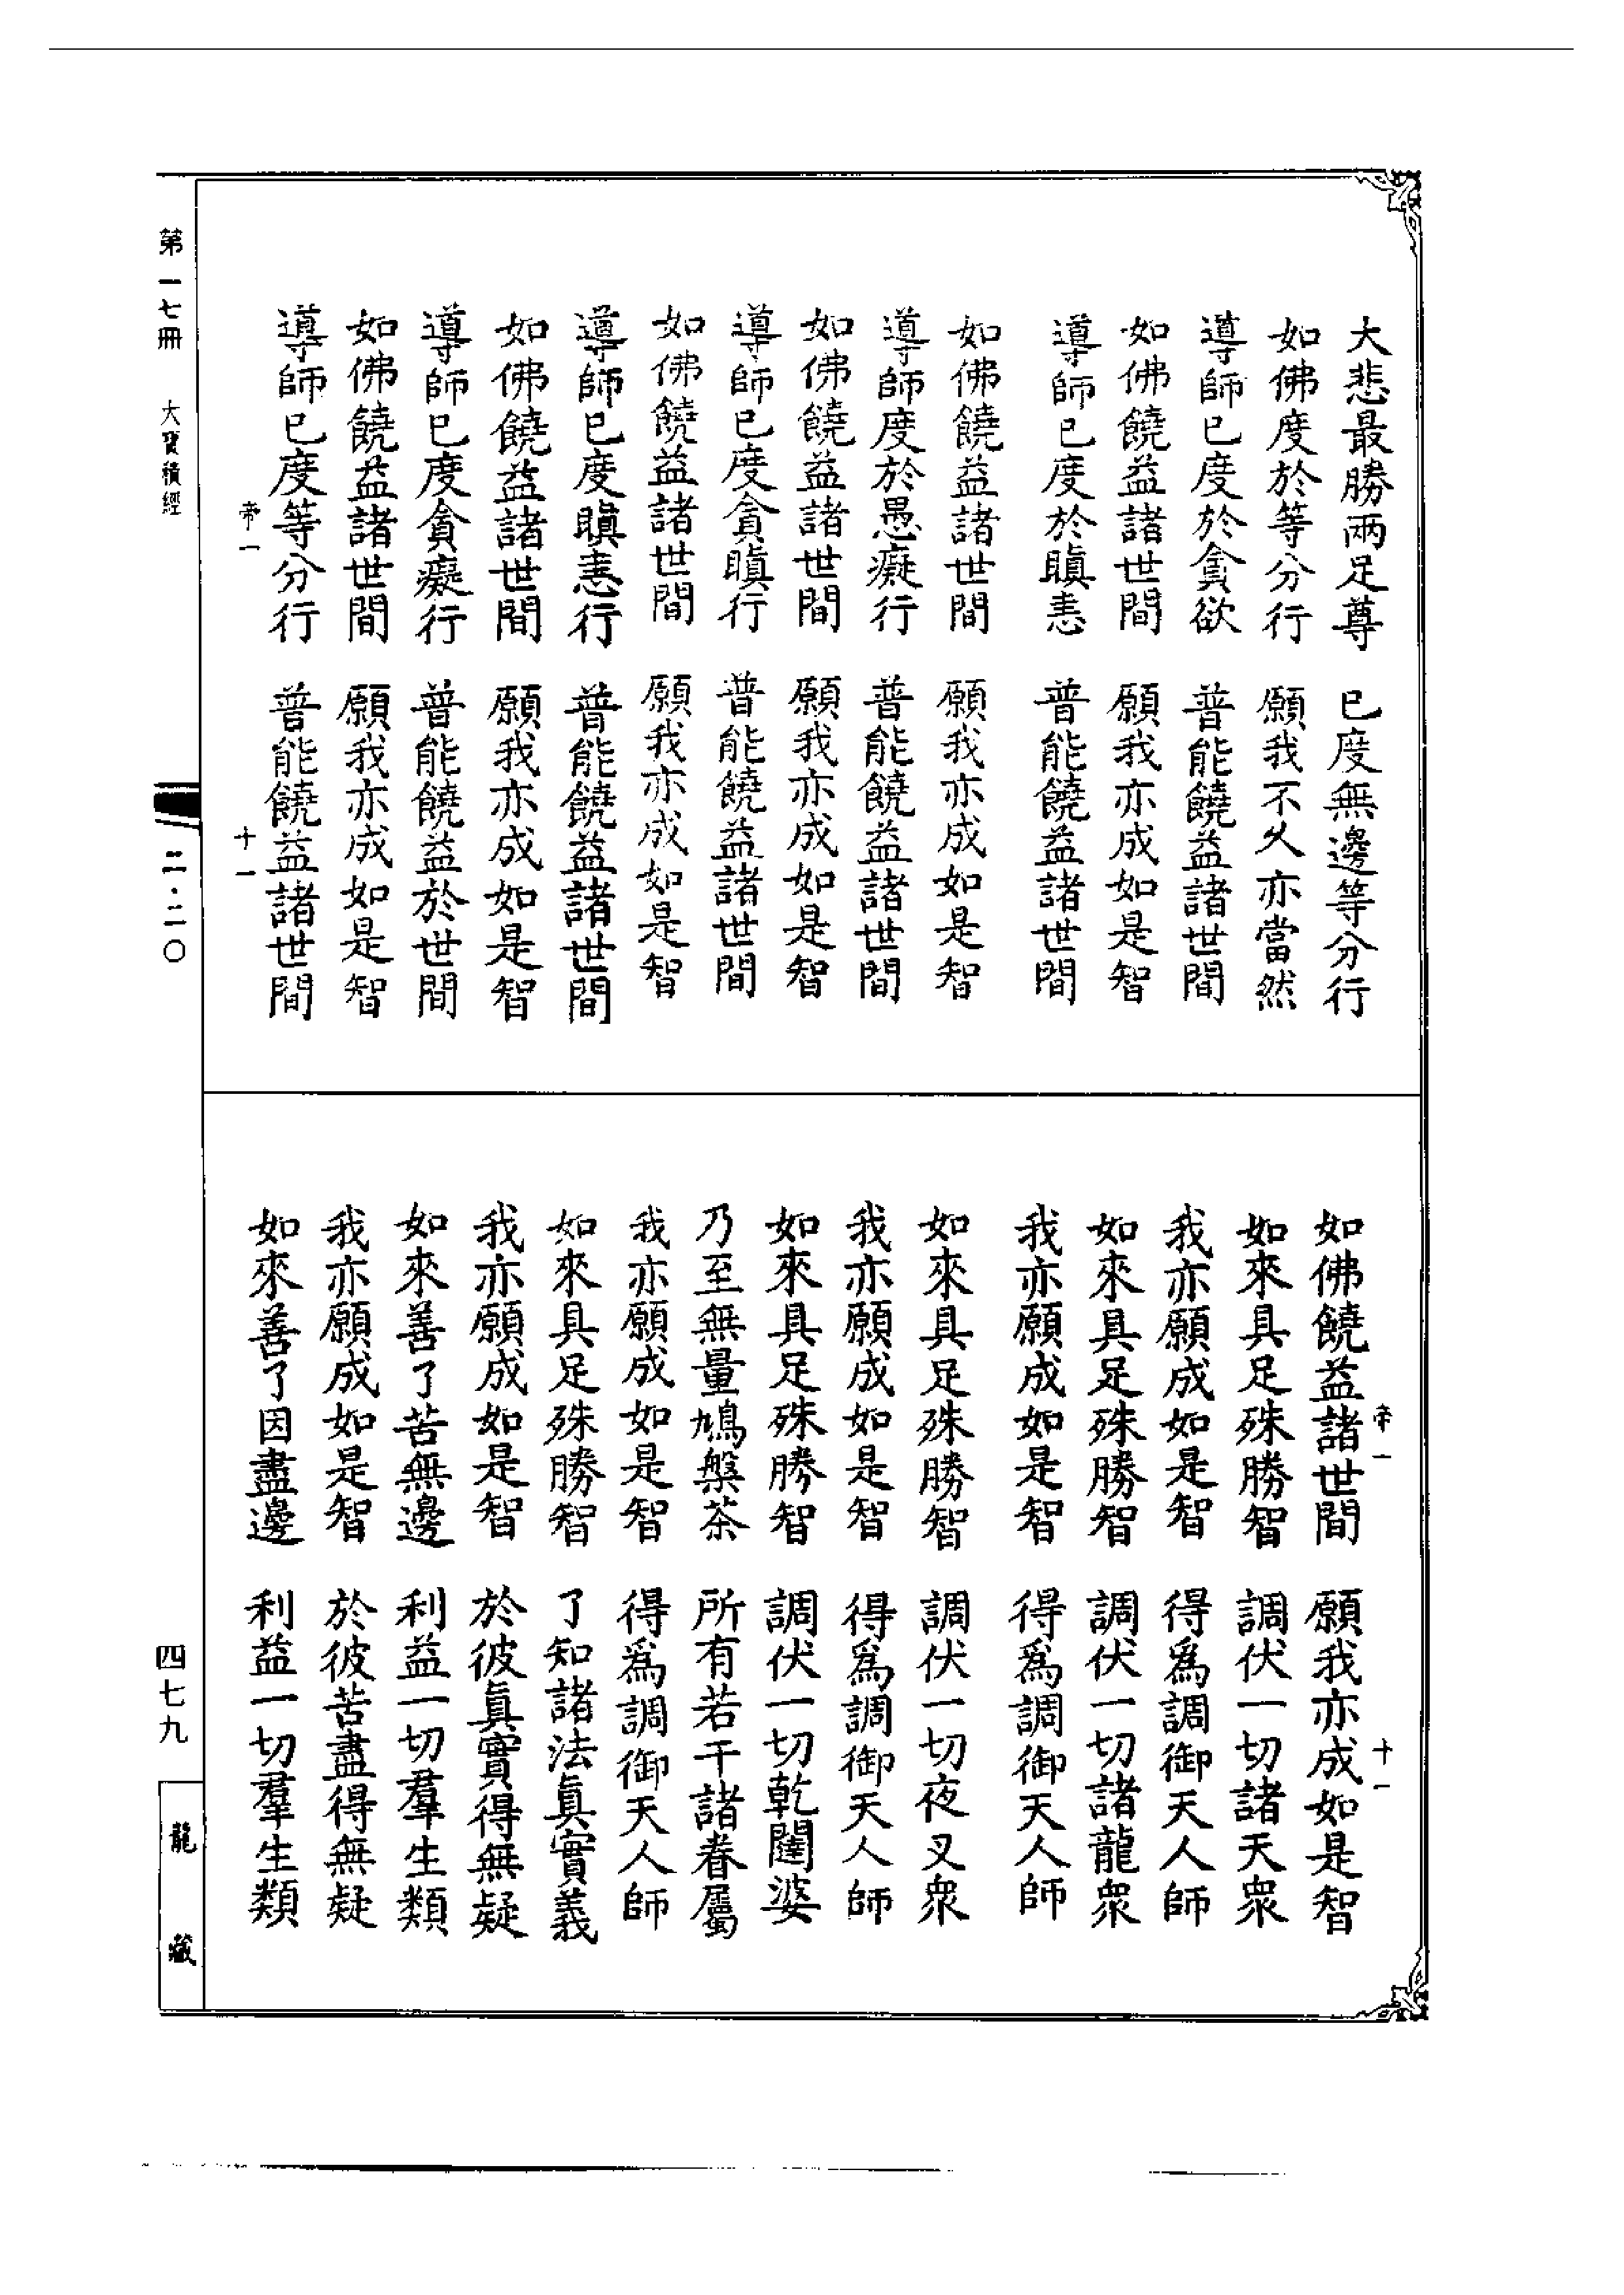 大悲最勝兩足尊　已度無邊等分行
如佛度於等分行　願我不久亦當然
導師已度於貪欲　普能饒益諸世間
如佛饒益諸世間　願我亦成如是智
導師已度於瞋恚　普能饒益諸世間
如佛饒益諸世間　願我亦成如是智
導師度於愚癡行　普能饒益諸世間
如佛饒益諸世間　願我亦成如是智
導師已度貪瞋行　普能饒益諸世間
如佛饒益諸世間　願我亦成如是智
導師已度瞋恚行　普能饒益諸世間
如佛饒益諸世間　願我亦成如是智
導師已度貪癡行　普能饒益於世間
如佛饒益諸世間　願我亦成如是智
導師已度等分行　普能饒益諸世間
帝一　十一
如佛饒益諸世間　願我亦成如是智
帝一　十一
如來具足殊勝智　調伏一切諸天衆
我亦願成如是智　得爲調御天人師
如來具足殊勝智　調伏一切諸龍衆
我亦願成如是智　得爲調御天人師
如來具足殊勝智　調伏一切夜叉衆
我亦願成如是智　得爲調御天人師
如來具足殊勝智　調伏一切乾闥婆
乃至無量鳩槃茶　所有若干諸眷屬
我亦願成如是智　得爲調御天人師
如來具足殊勝智　了知諸法眞實義
我亦願成如是智　於彼眞實得無疑
如來善了苦無邊　利益一切羣生類
我亦願成如是智　於彼苦盡得無疑
如來善了因盡邊　利益一切羣生類
第一七冊　大寶積經
二·二〇
四七九
龍藏